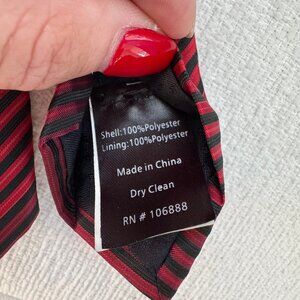 Shell:100%Polyester
Lining:100%Polyester
Made in China
Dry Clean
RN # 106888